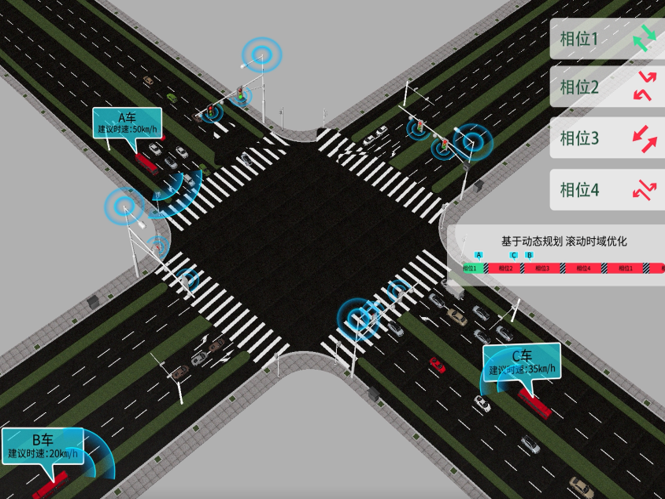 相位1
相位2
A车
建议时速:50km/h
相位3
相位4
基于动态规划 滚动时域优化
A C B
相位1 相位2 相位3 相位4 相位1
C车
建议时速:35km/h
B车
建议时速:20km/h